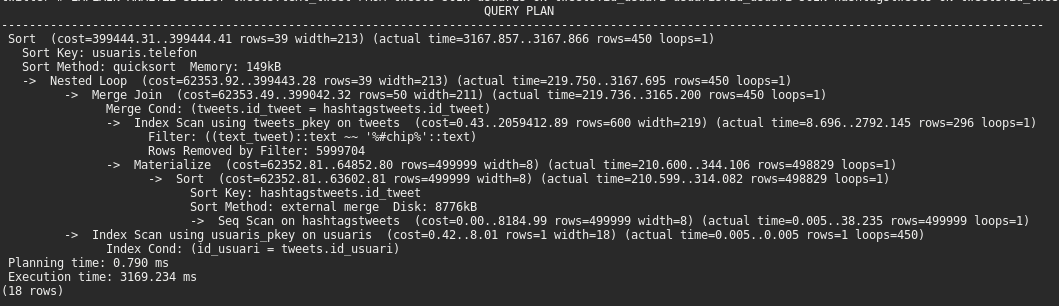 QUERY PLAN
--------------------------------------------------------------------------------------------------------------------------------------------------
Sort  (cost=399444.31..399444.41 rows=39 width=213) (actual time=3167.857..3167.866 rows=450 loops=1)
  Sort Key: usuaris.telefon
  Sort Method: quicksort  Memory: 149kB
  ->  Nested Loop  (cost=62353.92..399443.28 rows=39 width=213) (actual time=219.750..3167.695 rows=450 loops=1)
        ->  Merge Join  (cost=62353.49..399042.32 rows=50 width=211) (actual time=219.736..3165.200 rows=450 loops=1)
              Merge Cond: (tweets.id_tweet = hashtagstweets.id_tweet)
              ->  Index Scan using tweets_pkey on tweets  (cost=0.43..2059412.89 rows=600 width=219) (actual time=8.696..2792.145 rows=296 loops=1)
                    Filter: ((text_tweet)::text ~~ '%#chip%'::text)
                    Rows Removed by Filter: 5999704
              ->  Materialize  (cost=62352.81..64852.80 rows=499999 width=8) (actual time=210.600..344.106 rows=498829 loops=1)
                    ->  Sort  (cost=62352.81..63602.81 rows=499999 width=8) (actual time=210.599..314.082 rows=498829 loops=1)
                          Sort Key: hashtagstweets.id_tweet
                          Sort Method: external merge  Disk: 8776kB
                          ->  Seq Scan on hashtagstweets  (cost=0.00..8184.99 rows=499999 width=8) (actual time=0.005..38.235 rows=499999 loops=1)
        ->  Index Scan using usuaris_pkey on usuaris  (cost=0.42..8.01 rows=1 width=18) (actual time=0.005..0.005 rows=1 loops=450)
              Index Cond: (id_usuari = tweets.id_usuari)
Planning time: 0.790 ms
Execution time: 3169.234 ms
(18 rows)